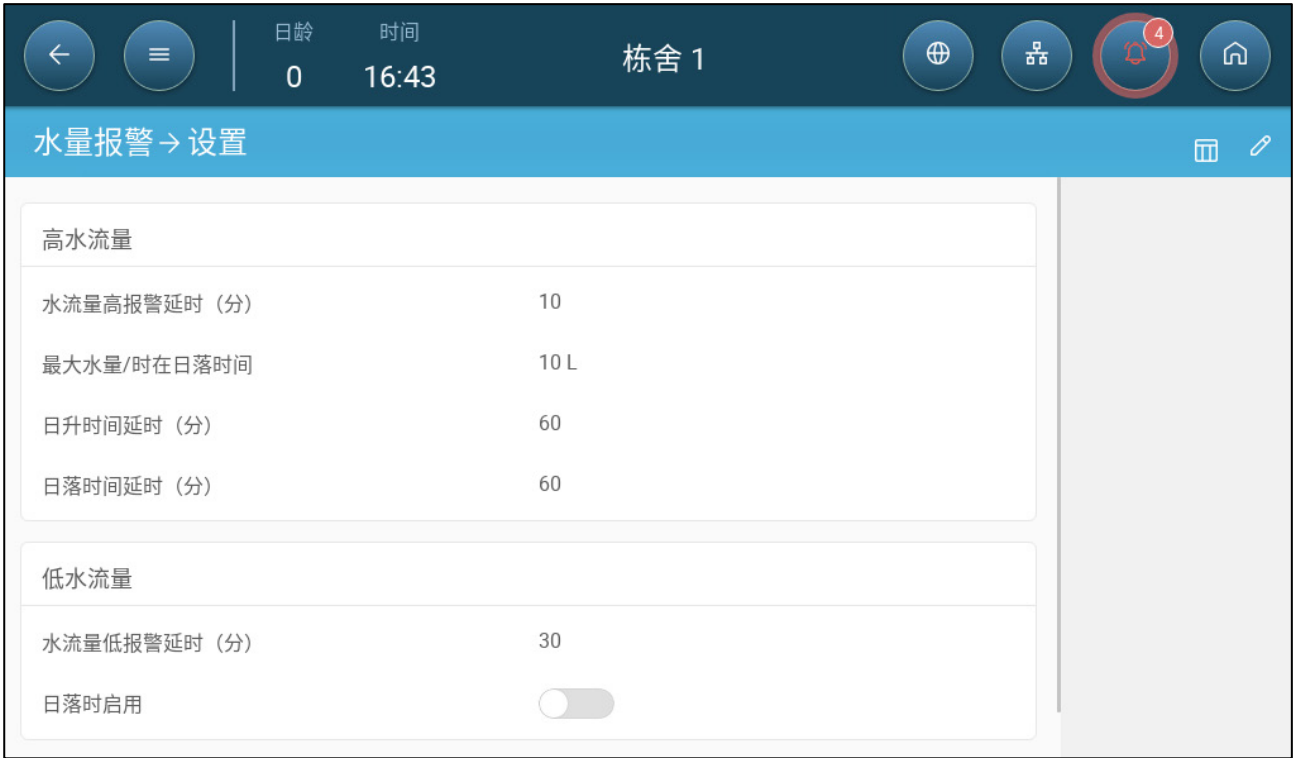 日龄 时间
0 16:43
栋舍 1
4
水量报警→设置
高水流量
水流量高报警延时（分） 10
最大水量/时在日落时间 10 L
日升时间延时（分） 60
日落时间延时（分） 60
低水流量
水流量低报警延时（分） 30
日落时启用